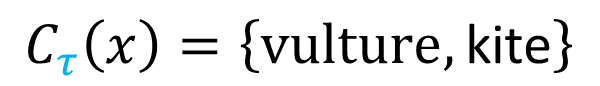 C_τ(x) = {vulture, kite}